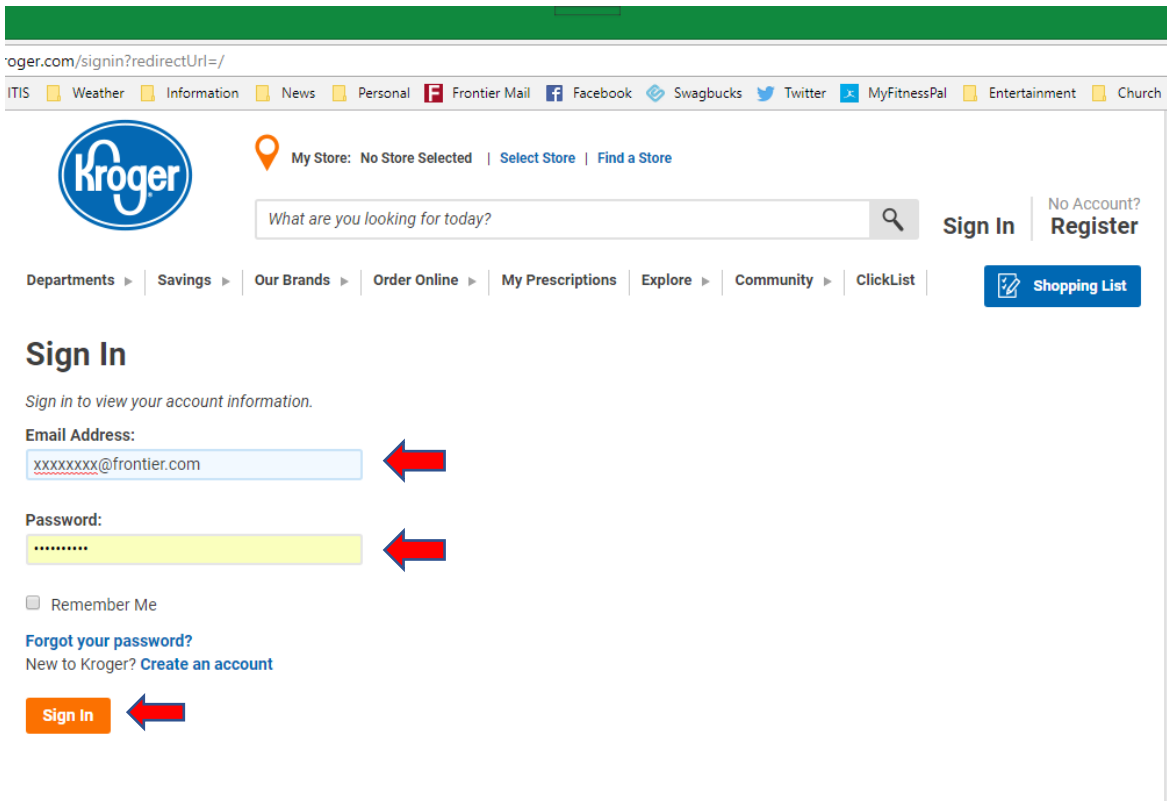 roger.com/signin?redirectUrl=/
ITIS Weather Information News Personal Frontier Mail Facebook Swagbucks Twitter MyFitnessPal Entertainment Church
Kroger
My Store: No Store Selected | Select Store | Find a Store
What are you looking for today?
Sign In
No Account?
Register
Departments Savings Our Brands Order Online My Prescriptions Explore Community ClickList
Shopping List
Sign In
Sign in to view your account information.
Email Address:
xxxxxxxx@frontier.com
Password:
••••••••••
Remember Me
Forgot your password?
New to Kroger? Create an account
Sign In